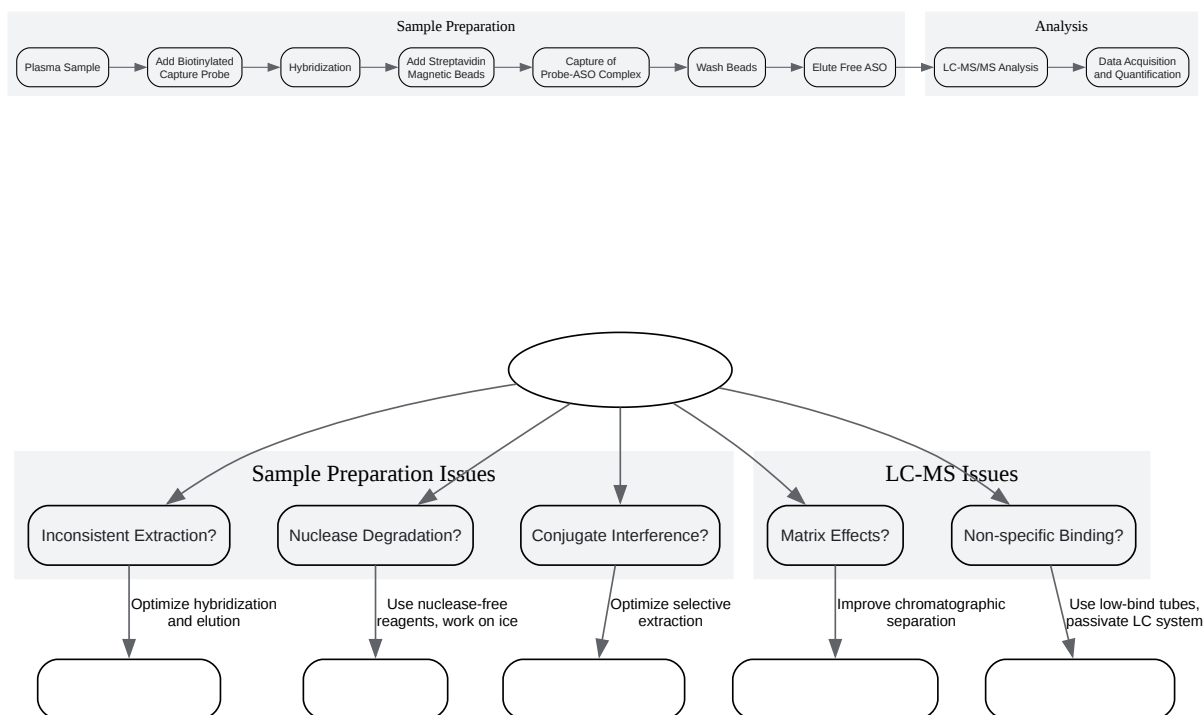 Sample Preparation
Analysis
Plasma Sample
Add Biotinylated
Capture Probe
Hybridization
Add Streptavidin
Magnetic Beads
Capture of
Probe-ASO Complex
Wash Beads
Elute Free ASO
LC-MS/MS Analysis
Data Acquisition
and Quantification
Sample Preparation Issues
LC-MS Issues
Inconsistent Extraction?
Nuclease Degradation?
Conjugate Interference?
Matrix Effects?
Non-specific Binding?
Optimize hybridization
and elution
Use nuclease-free
reagents, work on ice
Optimize selective
extraction
Improve chromatographic
separation
Use low-bind tubes,
passivate LC system